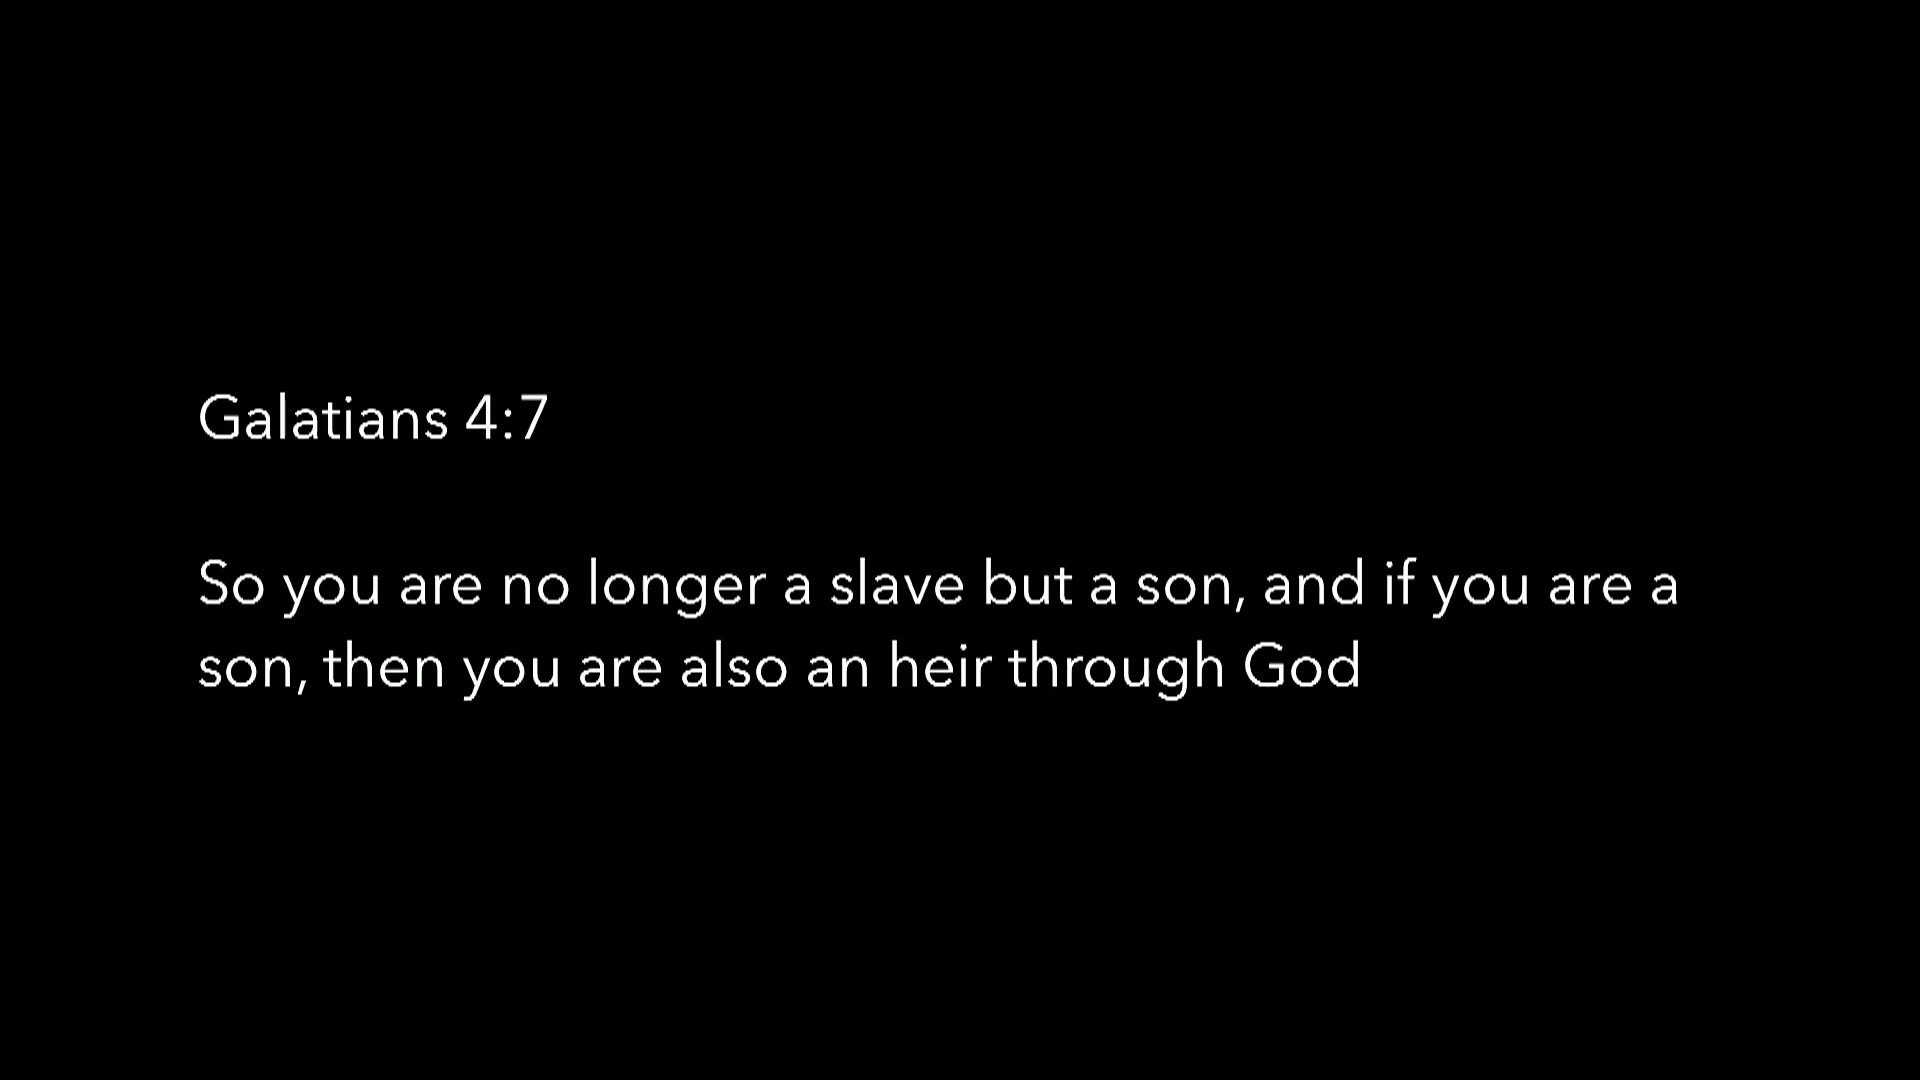 Galatians 4:7
So you are no longer a slave but a son, and if you are a
son, then you are also an heir through God